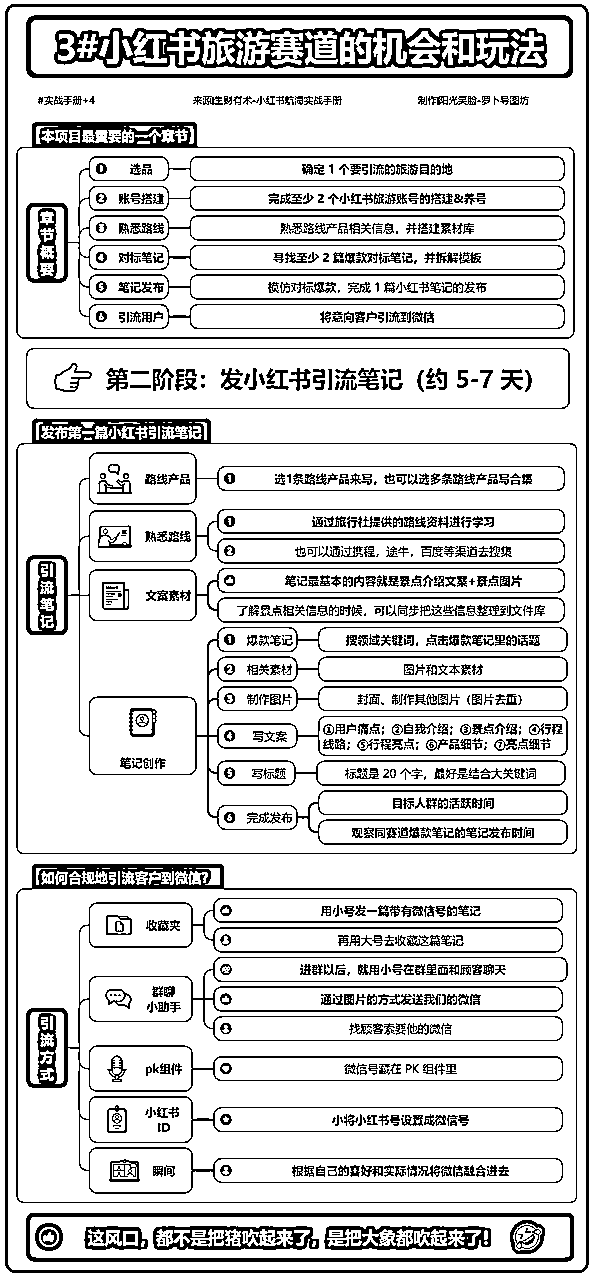 3#小红书旅游赛道的机会和玩法
#实战手册+4
来源|生财有术-小红书航海实战手册
制作|阳光笑脸-萝卜导图坊
本项目最重要的一个章节
章节概要
1 选品
确定 1 个要引流的旅游目的地
2 账号搭建
完成至少 2 个小红书旅游账号的搭建&养号
3 熟悉路线
熟悉路线产品相关信息，并搭建素材库
4 对标笔记
寻找至少 2 篇爆款对标笔记，并拆解模板
5 笔记发布
模仿对标爆款，完成 1 篇小红书笔记的发布
6 引流用户
将意向客户引流到微信
第二阶段：发小红书引流笔记（约 5-7 天）
发布第一篇小红书引流笔记
引流笔记
路线产品
1 选1条路线产品来写，也可以选多条路线产品写合集
熟悉路线
1 通过旅行社提供的路线资料进行学习
2 也可以通过携程，途牛，百度等渠道去搜集
文案素材
笔记最基本的内容就是景点介绍文案+景点图片
了解景点相关信息的时候，可以同步把这些信息整理到文件库
笔记创作
1 爆款笔记
搜领域关键词，点击爆款笔记里的话题
2 相关素材
图片和文本素材
3 制作图片
封面、制作其他图片（图片去重）
4 写文案
①用户痛点；②自我介绍；③景点介绍；④行程
线路；⑤行程亮点；⑥产品细节；⑦亮点细节
5 写标题
标题是 20 个字，最好是结合大关键词
6 完成发布
目标人群的活跃时间
观察同赛道爆款笔记的笔记发布时间
如何合规地引流客户到微信？
引流方式
收藏夹
用小号发一篇带有微信号的笔记
再用大号去收藏这篇笔记
群聊
小助手
进群以后，就用小号在群里面和顾客聊天
通过图片的方式发送我们的微信
找顾客索要他的微信
pk组件
微信号藏在 PK 组件里
小红书
ID
小将小红书号设置成微信号
瞬间
根据自己的喜好和实际情况将微信融合进去
这风口，都不是把猪吹起来了，是把大象都吹起来了！